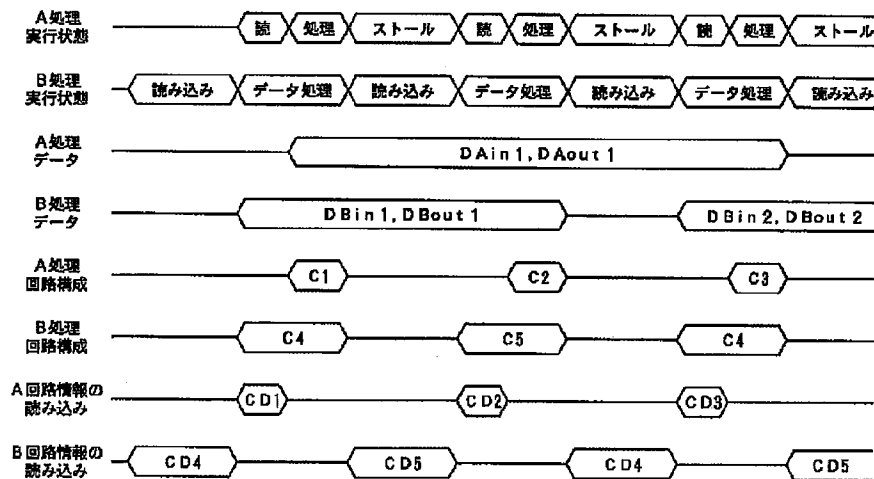 A処理
実行状態
読 処理 ストール 読 処理 ストール 読 処理 ストール
B処理
実行状態
読み込み データ処理 読み込み データ処理 読み込み データ処理 読み込み
A処理
データ
DAin1,DAout1
B処理
データ
DBin1,DBout1 DBin2,DBout2
A処理
回路構成
C1 C2 C3
B処理
回路構成
C4 C5 C4
A回路情報の
読み込み
CD1 CD2 CD3
B回路情報の
読み込み
CD4 CD5 CD4 CD5